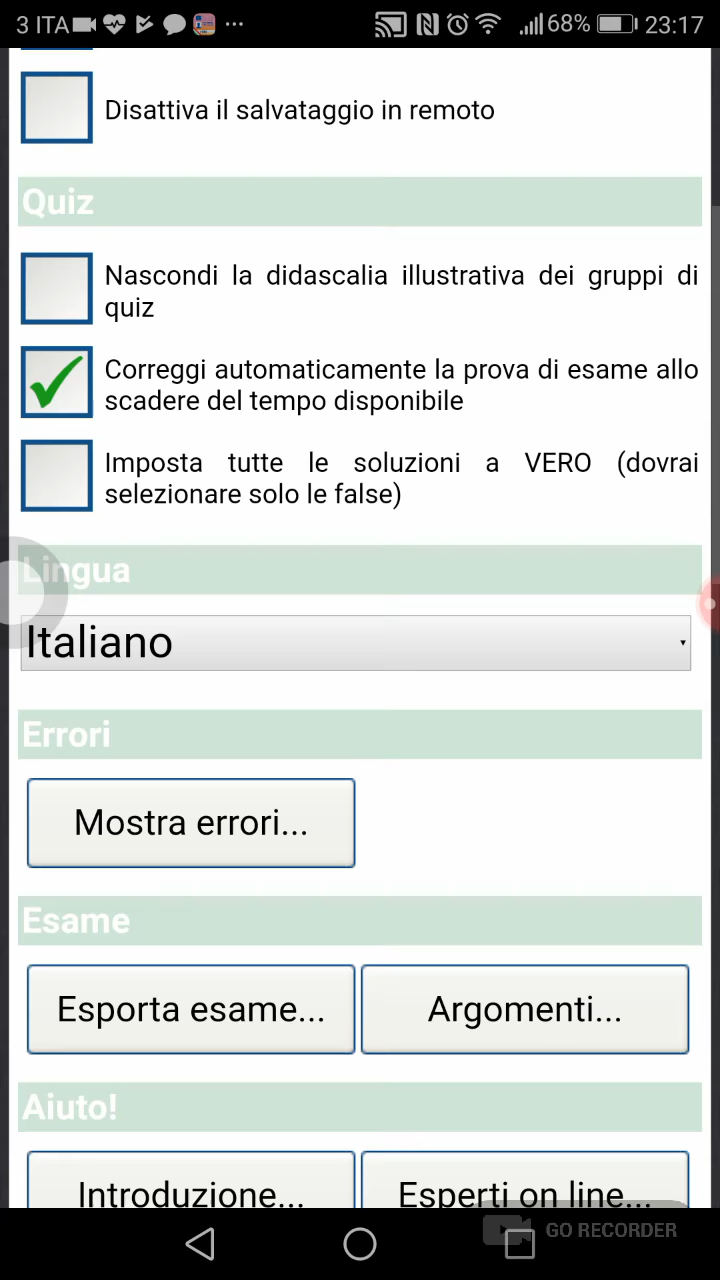 3 ITA ... 68% 23:17
Disattiva il salvataggio in remoto
Quiz
Nascondi la didascalia illustrativa dei gruppi di
quiz
Correggi automaticamente la prova di esame allo
scadere del tempo disponibile
Imposta tutte le soluzioni a VERO (dovrai
selezionare solo le false)
Lingua
Italiano
Errori
Mostra errori...
Esame
Esporta esame...
Argomenti...
Aiuto!
Introduzione...
Esperti on line...
GO RECORDER